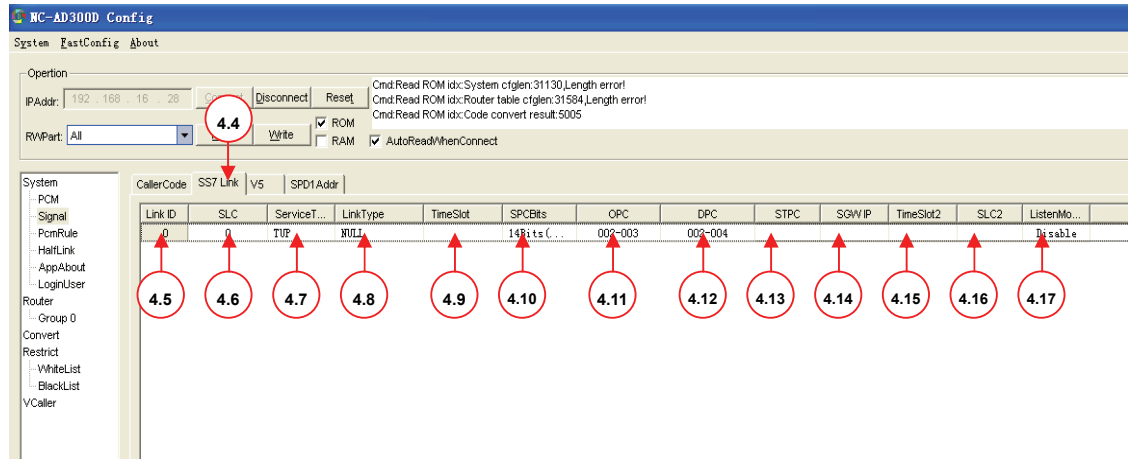 NC-AD300D Config
System FastConfig About
Opertion
IPAddr: 192 . 168 . 16 . 28 Disconnect Reset
RWPart: All Write ROM
RAM AutoReadWhenConnect
Cmd:Read ROM idx:System cfglen:31130,Length error!
Cmd:Read ROM idx:Router table cfglen:31584,Length error!
Cmd:Read ROM idx:Code convert result:5005
4.4
System
PCM
Signal
PcmRule
HalfLink
AppAbout
LoginUser
Router
Group 0
Convert
Restrict
WhiteList
BlackList
VCaller
CallerCode SS7 Link V5 SPD1Addr
Link ID SLC ServiceT... LinkType TimeSlot SPCBits OPC DPC STPC SGW IP TimeSlot2 SLC2 ListenMo...
0 0 TUP NULL 14Bits(... 002-003 002-004 Disable
4.5 4.6 4.7 4.8 4.9 4.10 4.11 4.12 4.13 4.14 4.15 4.16 4.17